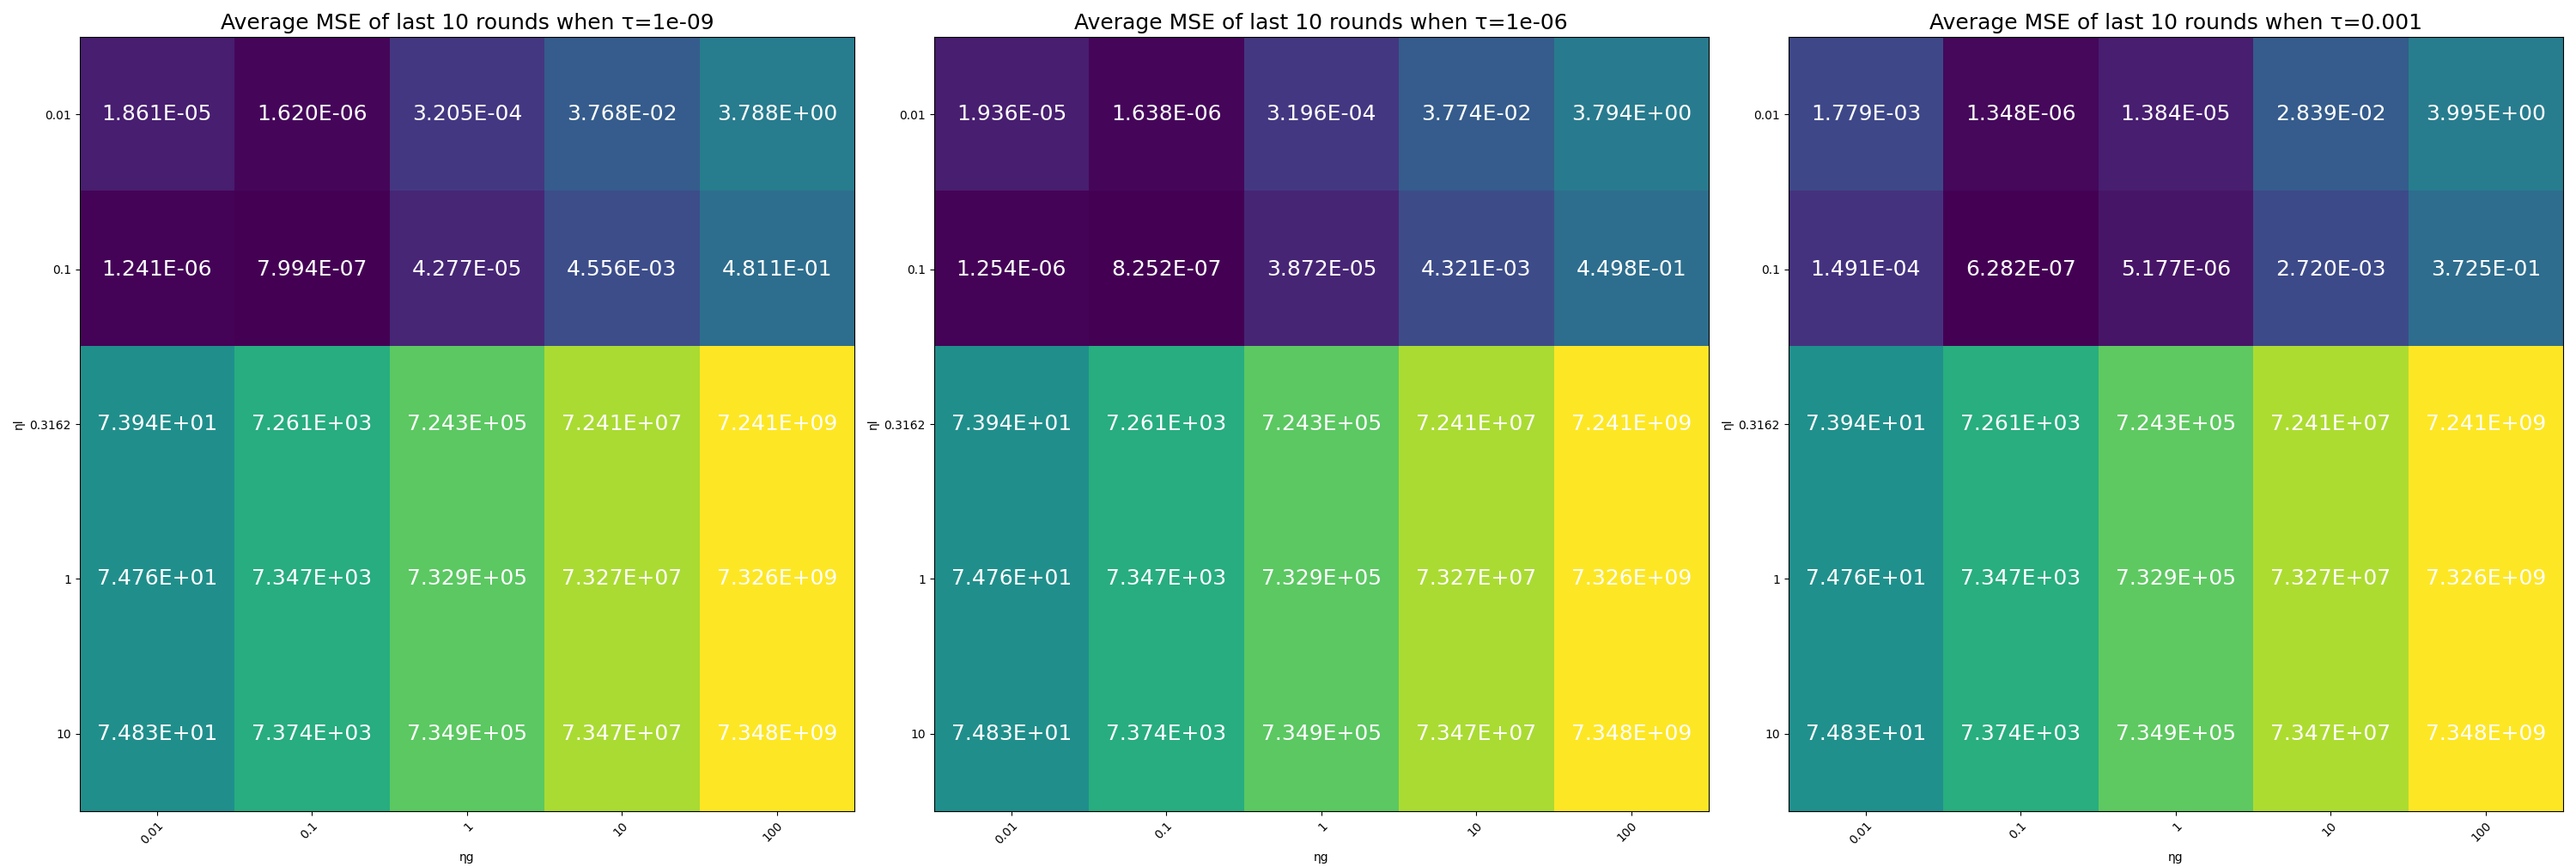 Average MSE of last 10 rounds when τ=1e-09
0.01 1.861E-05 1.620E-06 3.205E-04 3.768E-02 3.788E+00
0.1 1.241E-06 7.994E-07 4.277E-05 4.556E-03 4.811E-01
ηl 0.3162 7.394E+01 7.261E+03 7.243E+05 7.241E+07 7.241E+09
1 7.476E+01 7.347E+03 7.329E+05 7.327E+07 7.326E+09
10 7.483E+01 7.374E+03 7.349E+05 7.347E+07 7.348E+09
0.01 0.1 1 10 100
ηg
Average MSE of last 10 rounds when τ=1e-06
0.01 1.936E-05 1.638E-06 3.196E-04 3.774E-02 3.794E+00
0.1 1.254E-06 8.252E-07 3.872E-05 4.321E-03 4.498E-01
ηl 0.3162 7.394E+01 7.261E+03 7.243E+05 7.241E+07 7.241E+09
1 7.476E+01 7.347E+03 7.329E+05 7.327E+07 7.326E+09
10 7.483E+01 7.374E+03 7.349E+05 7.347E+07 7.348E+09
0.01 0.1 1 10 100
ηg
Average MSE of last 10 rounds when τ=0.001
0.01 1.779E-03 1.348E-06 1.384E-05 2.839E-02 3.995E+00
0.1 1.491E-04 6.282E-07 5.177E-06 2.720E-03 3.725E-01
ηl 0.3162 7.394E+01 7.261E+03 7.243E+05 7.241E+07 7.241E+09
1 7.476E+01 7.347E+03 7.329E+05 7.327E+07 7.326E+09
10 7.483E+01 7.374E+03 7.349E+05 7.347E+07 7.348E+09
0.01 0.1 1 10 100
ηg